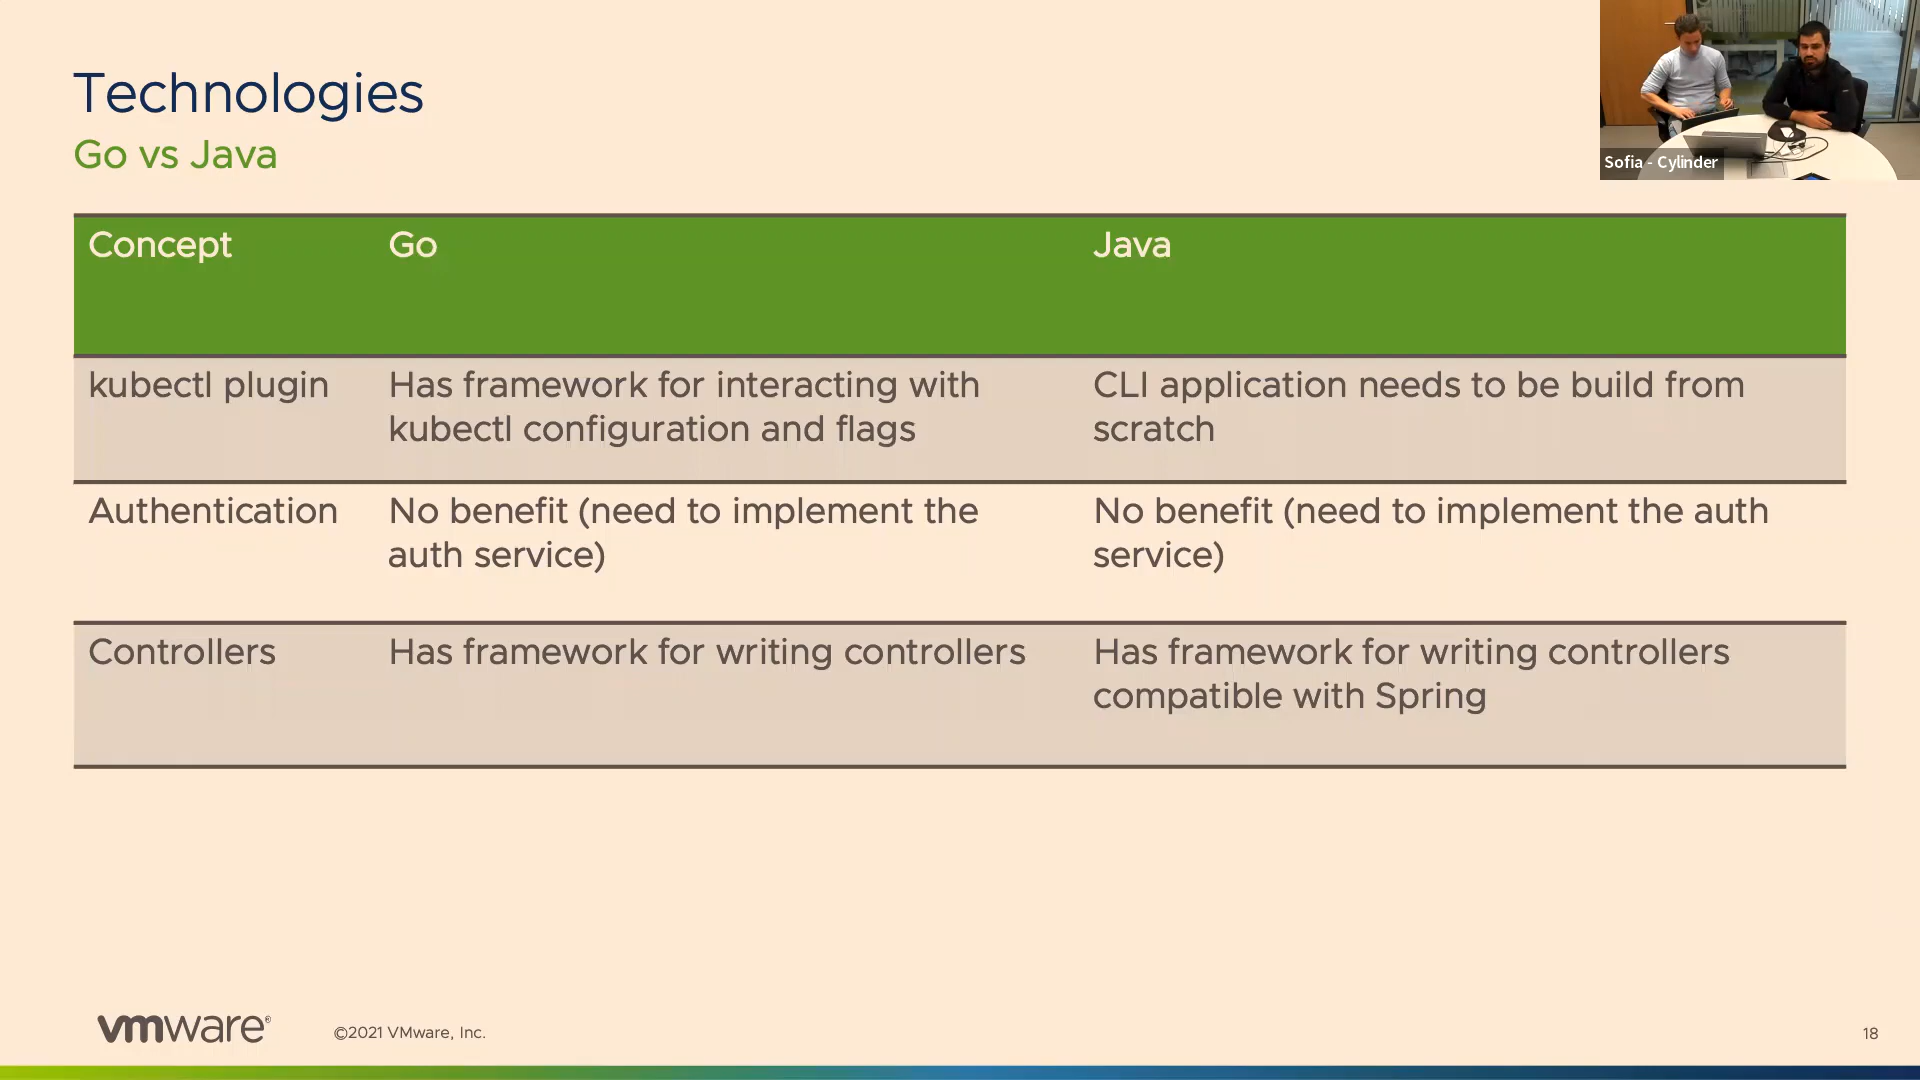 Technologies
Go vs Java
Sofia - Cylinder
Concept
Go
Java
kubectl plugin
Has framework for interacting with
kubectl configuration and flags
CLI application needs to be build from
scratch
Authentication
No benefit (need to implement the
auth service)
No benefit (need to implement the auth
service)
Controllers
Has framework for writing controllers
Has framework for writing controllers
compatible with Spring
vmware®
©2021 VMware, Inc.
18